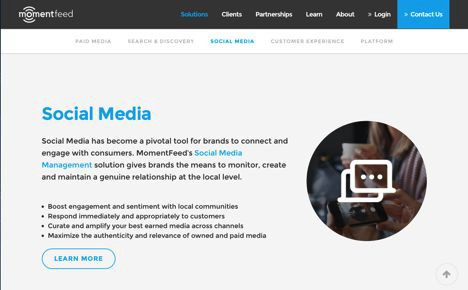 momentfeed
Solutions Clients Partnerships Learn About > Login > Contact Us
PAID MEDIA SEARCH & DISCOVERY SOCIAL MEDIA CUSTOMER EXPERIENCE PLATFORM
Social Media
Social Media has become a pivotal tool for brands to connect and
engage with consumers. MomentFeed's Social Media
Management solution gives brands the means to monitor, create
and maintain a genuine relationship at the local level.
• Boost engagement and sentiment with local communities
• Respond immediately and appropriately to customers
• Curate and amplify your best earned media across channels
• Maximize the authenticity and relevance of owned and paid media
LEARN MORE